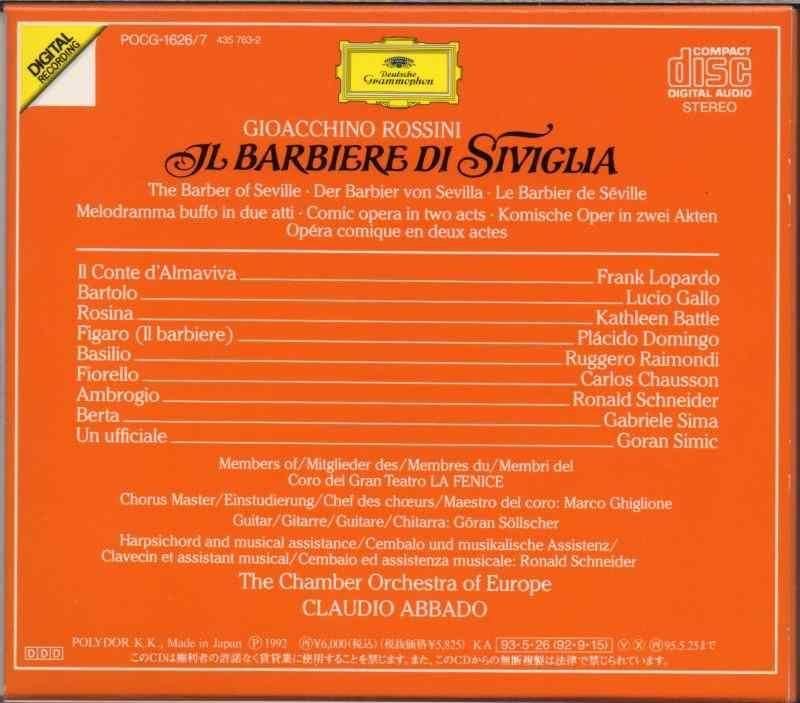 DIGITAL
RECORDING
POCG-1626/7 435 763-2
Deutsche
Grammophon
COMPACT
disc
DIGITAL AUDIO
STEREO
GIOACCHINO ROSSINI
IL BARBIERE DI SIVIGLIA
The Barber of Seville · Der Barbier von Sevilla · Le Barbier de Séville
Melodramma buffo in due atti · Comic opera in two acts · Komische Oper in zwei Akten
Opéra comique en deux actes
Il Conte d'Almaviva Frank Lopardo
Bartolo Lucio Gallo
Rosina Kathleen Battle
Figaro (Il barbiere) Plácido Domingo
Basilio Ruggero Raimondi
Fiorello Carlos Chausson
Ambrogio Ronald Schneider
Berta Gabriele Sima
Un ufficiale Goran Simic
Members of/Mitglieder des/Membres du/Membri del
Coro del Gran Teatro LA FENICE
Chorus Master/Einstudierung/Chef des chœurs/Maestro del coro: Marco Ghiglione
Guitar/Gitarre/Guitare/Chitarra: Göran Söllscher
Harpsichord and musical assistance/Cembalo und musikalische Assistenz/
Clavecin et assistant musical/Cembalo ed assistenza musicale: Ronald Schneider
The Chamber Orchestra of Europe
CLAUDIO ABBADO
DDD
POLYDOR K.K., Made in Japan Ⓟ1992 ¥6,000(税込)(税抜価格¥5,825) KA 93·5·26(92·9·15) Y X 95.5.25まで
このCDは権利者の許諾なく賃貸業に使用することを禁じます。また、このCDからの無断複製は法律で禁じられています。